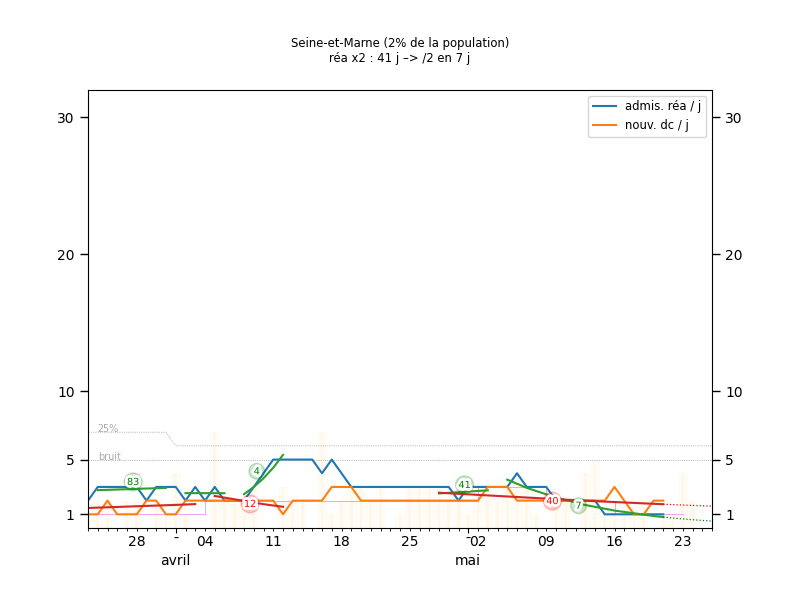 Seine-et-Marne (2% de la population)
réa x2 : 41 j –> /2 en 7 j
admis. réa / j
nouv. dc / j
30 30
20 20
10 10
25%
5 bruit 5
83 4 41
12 40 7
1 1
28 04 11 18 25 02 09 16 23
avril mai